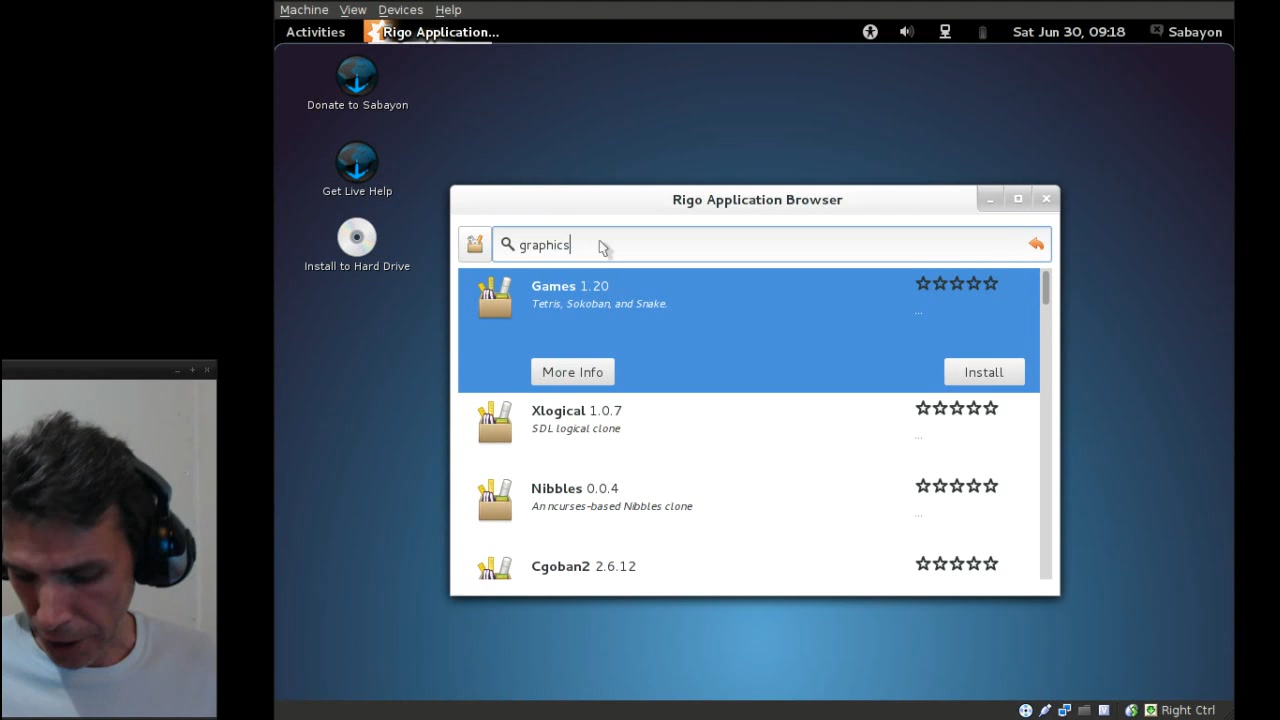 Machine View Devices Help
Activities Rigo Application... Sat Jun 30, 09:18 Sabayon
Donate to Sabayon
Get Live Help
Install to Hard Drive
Rigo Application Browser
graphics
Games 1.20
Tetris, Sokoban, and Snake.
...
More Info Install
Xlogical 1.0.7
SDL logical clone
...
Nibbles 0.0.4
An ncurses-based Nibbles clone
...
Cgoban2 2.6.12
Right Ctrl